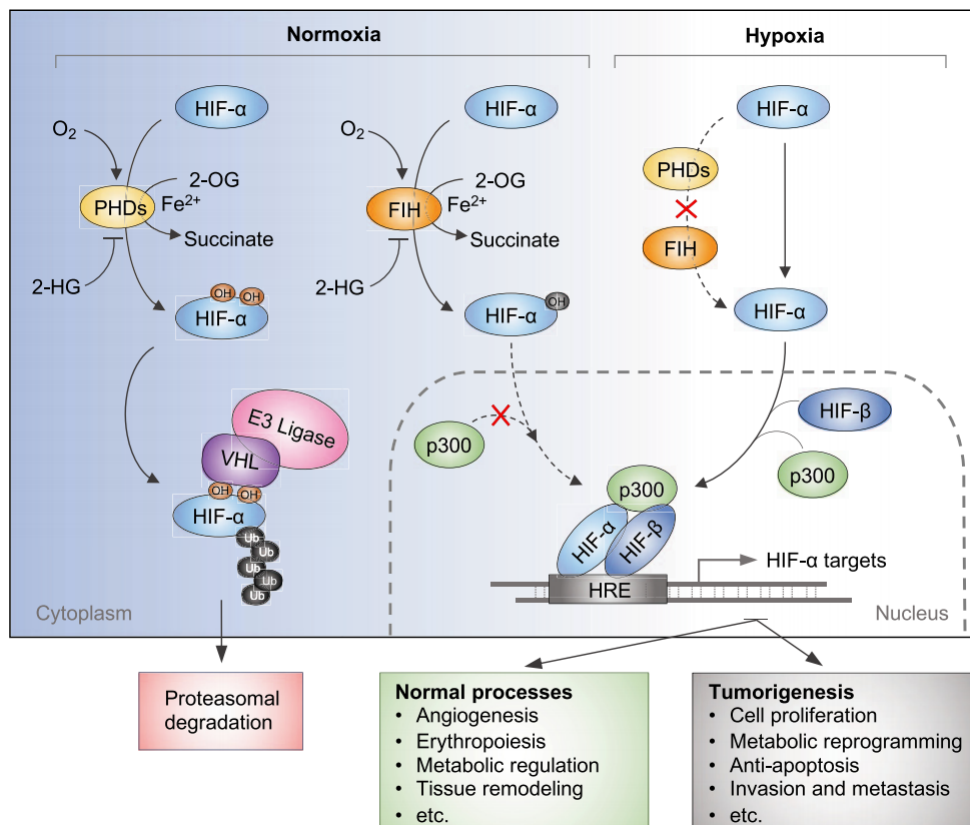 Normoxia
Hypoxia
HIF-α
HIF-α
HIF-α
O₂
O₂
PHDs
2-OG
2-OG
PHDs
Fe²⁺
FIH
Fe²⁺
Succinate
Succinate
FIH
2-HG
2-HG
OH
OH
HIF-α
OH
HIF-α
HIF-α
E3 Ligase
HIF-β
p300
VHL
p300
OH
OH
p300
HIF-α
HIF-α
HIF-β
Ub
Ub
Ub
Ub
Ub
HIF-α targets
HRE
Cytoplasm
Nucleus
Proteasomal
degradation
Normal processes
• Angiogenesis
• Erythropoiesis
• Metabolic regulation
• Tissue remodeling
• etc.
Tumorigenesis
• Cell proliferation
• Metabolic reprogramming
• Anti-apoptosis
• Invasion and metastasis
• etc.